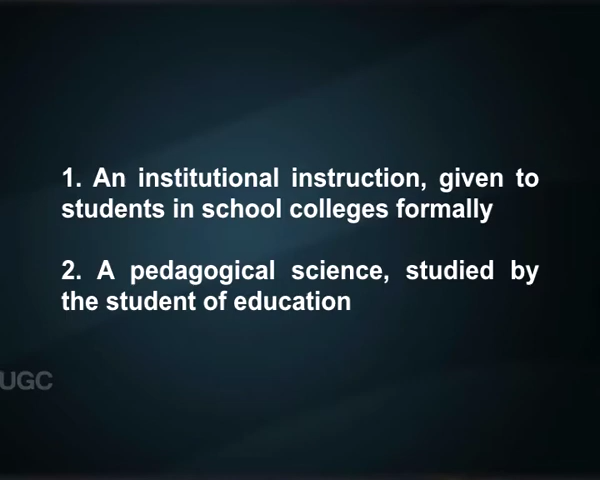 1. An institutional instruction, given to
students in school colleges formally
2. A pedagogical science, studied by
the student of education
UGC